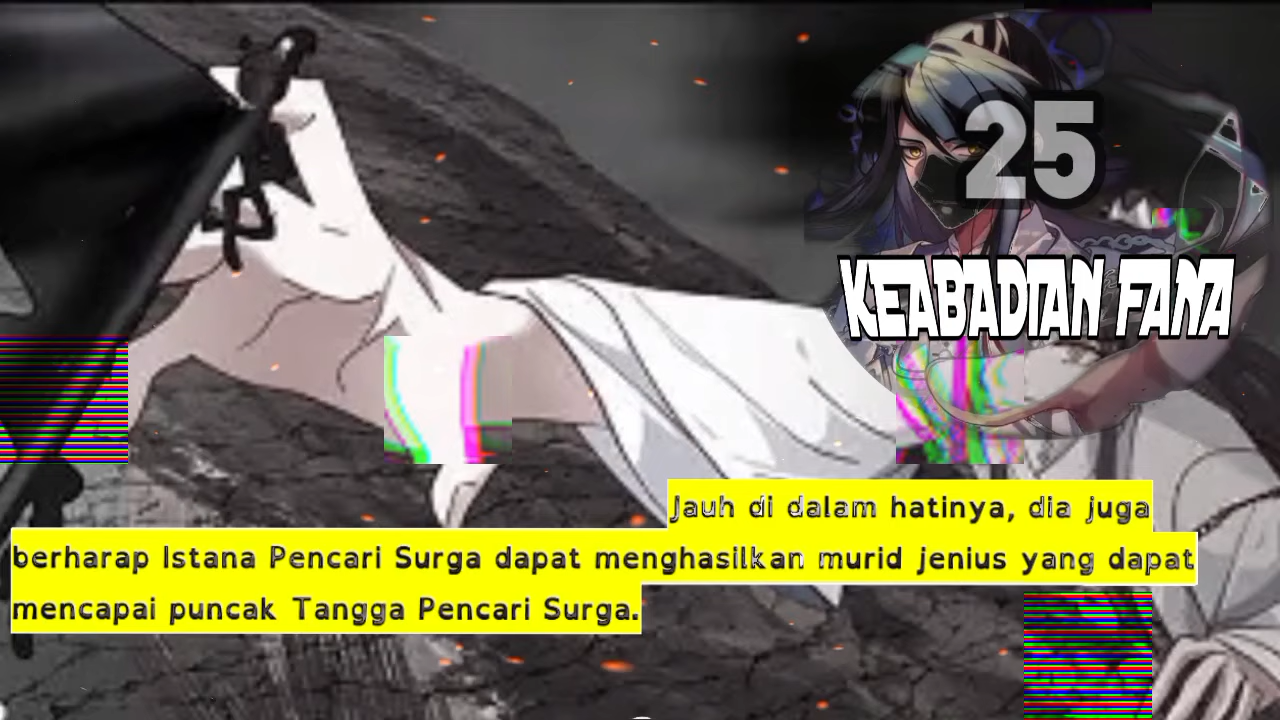 25
KEABADIAN FANA
Jauh di dalam hatinya, dia juga
berharap Istana Pencari Surga dapat menghasilkan murid jenius yang dapat
mencapai puncak Tangga Pencari Surga.